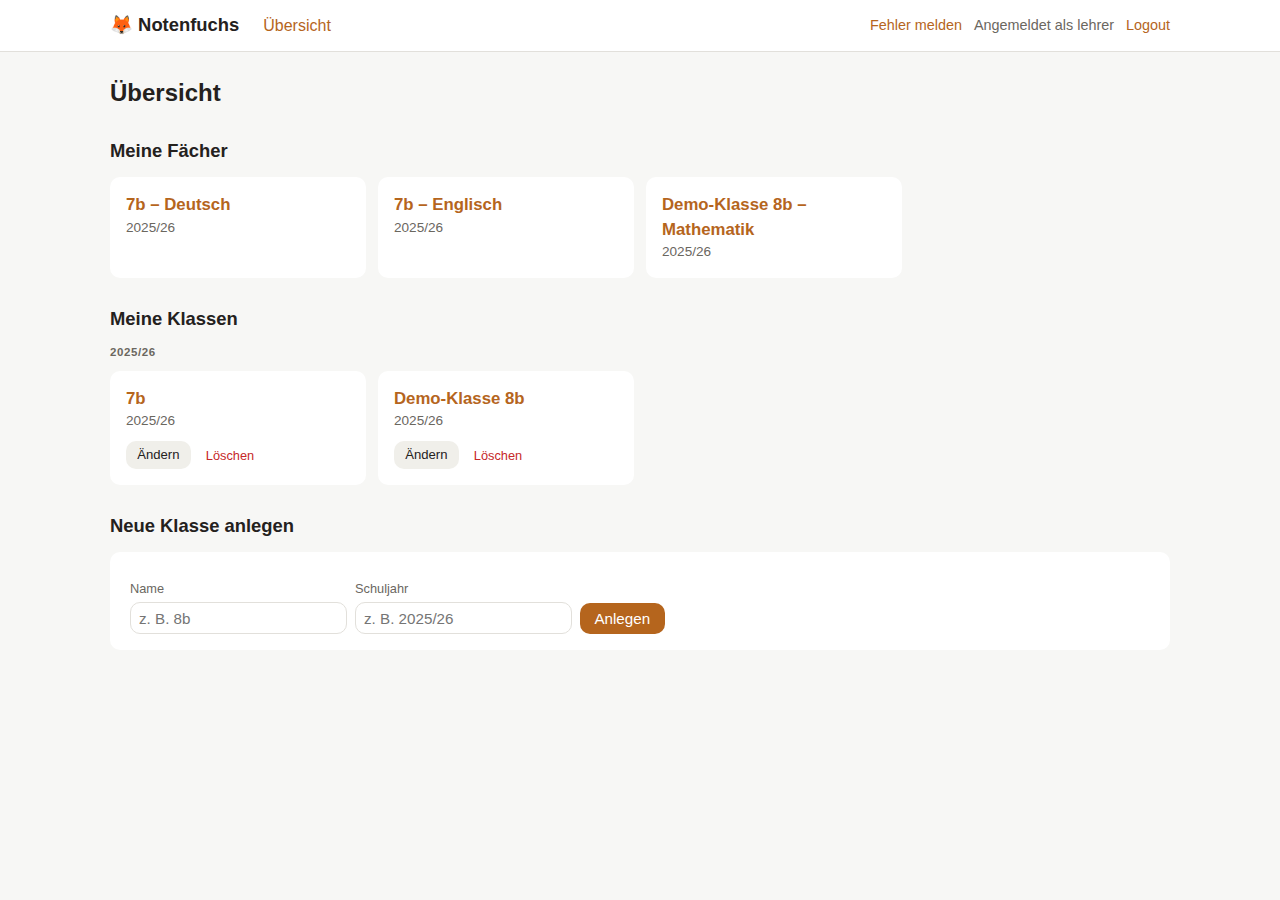 🦊 Notenfuchs Übersicht Fehler melden Angemeldet als lehrer Logout
Übersicht
Meine Fächer
7b – Deutsch
2025/26
7b – Englisch
2025/26
Demo-Klasse 8b –
Mathematik
2025/26
Meine Klassen
2025/26
7b
2025/26
Ändern Löschen
Demo-Klasse 8b
2025/26
Ändern Löschen
Neue Klasse anlegen
Name Schuljahr
z. B. 8b z. B. 2025/26 Anlegen